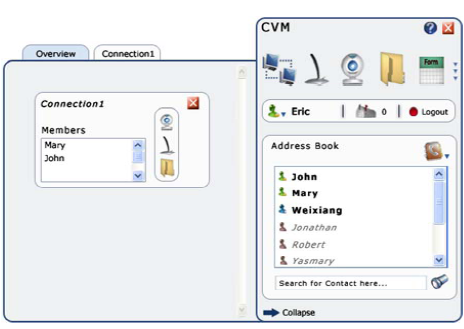 CVM
Overview
Connection1
Form
Connection1
Members
Mary
John
Eric
0
Logout
Address Book
John
Mary
Weixiang
Jonathan
Robert
Yasmary
Search for Contact here...
Collapse